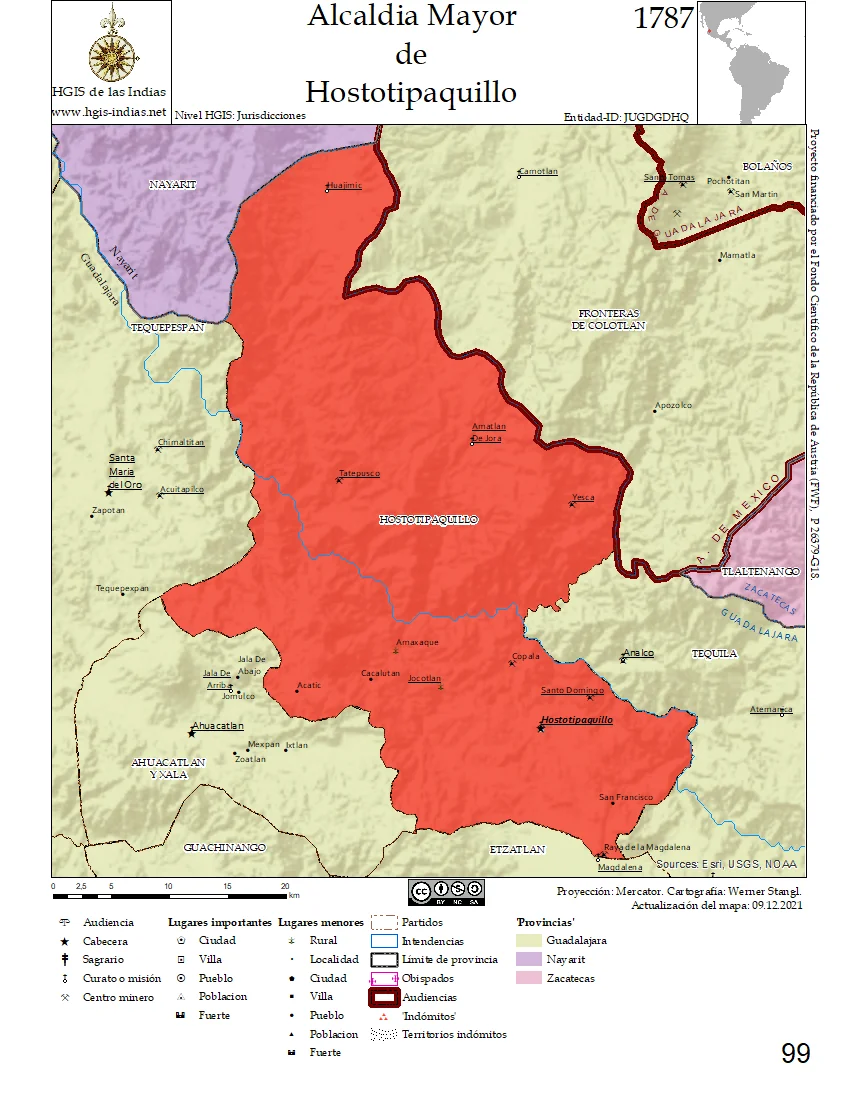 Alcaldia Mayor
de
Hostotipaquillo
1787
HGIS de las Indias
www.hgis-indias.net
Nivel HGIS: Jurisdicciones
Entidad-ID: JUGDGDHQ
Proyecto financiado por el Fondo Científico de la República de Austria (FWF), P 26379-G18.
NAYARIT
Huajimic
Camotlan
Santo Tomas
Pochotitan
BOLAÑOS
San Martin
A. DE GUADALAJARA
Mamatla
Nayarit
Guadalajara
TEQUEPESPAN
FRONTERAS
DE COLOTLAN
Apozolco
Amatlan
De Jora
Chimaltitan
Santa
Maria
del Oro
Acuitapilco
Zapotan
Tatepusco
Yesca
HOSTOTIPAQUILLO
A. DE MEXICO
TLALTENANGO
ZACATECAS
GUADALAJARA
Tequepexpan
Amaxaque
Copala
Analco
TEQUILA
Jala De
Abajo
Jala De
Arriba
Jomulco
Acatic
Cacalutan
Jocotlan
Santo Domingo
Hostotipaquillo
Atemanca
Ahuacatlan
Mexpan
Ixtlan
Zoatlan
AHUACATLAN
Y XALA
San Francisco
GUACHINANGO
ETZATLAN
Raya de la Magdalena
Magdalena
Sources: Esri, USGS, NOAA
0 2,5 5 10 15 20
km
CC BY NC SA
Proyección: Mercator. Cartografía: Werner Stangl.
Actualización del mapa: 09.12.2021
Audiencia
Cabecera
Sagrario
Curato o misión
Centro minero
Lugares importantes
Ciudad
Villa
Pueblo
Poblacion
Fuerte
Lugares menores
Rural
Localidad
Ciudad
Villa
Pueblo
Poblacion
Fuerte
Partidos
Intendencias
Límite de provincia
Obispados
Audiencias
'Indómitos'
Territorios indómitos
'Provincias'
Guadalajara
Nayarit
Zacatecas
99